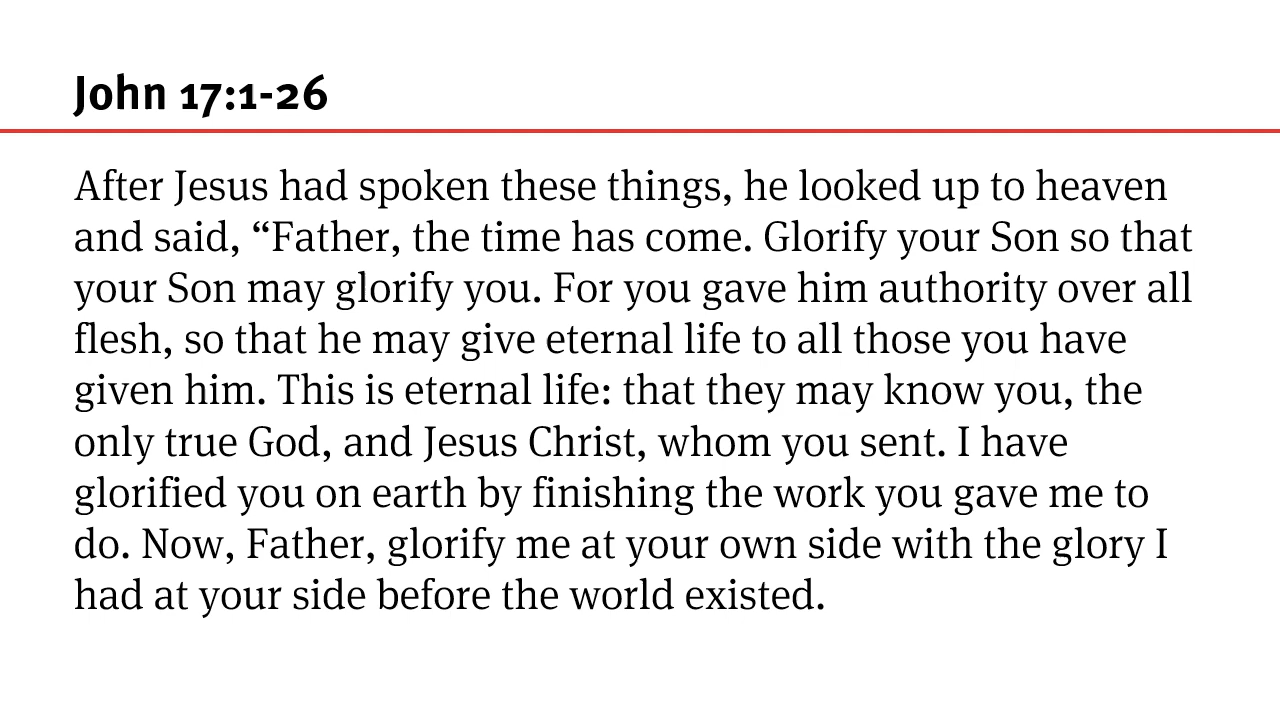 John 17:1-26
After Jesus had spoken these things, he looked up to heaven
and said, “Father, the time has come. Glorify your Son so that
your Son may glorify you. For you gave him authority over all
flesh, so that he may give eternal life to all those you have
given him. This is eternal life: that they may know you, the
only true God, and Jesus Christ, whom you sent. I have
glorified you on earth by finishing the work you gave me to
do. Now, Father, glorify me at your own side with the glory I
had at your side before the world existed.